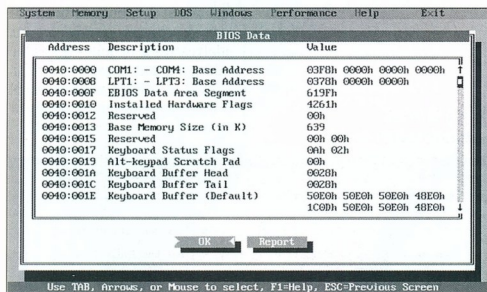 System Memory Setup DOS Windows Performance Help Exit
BIOS Data
Address Description Value
0040:0000 COM1: - COM4: Base Address 03F8h 0000h 0000h 0000h
0040:0008 LPT1: - LPT3: Base Address 0378h 0000h 0000h
0040:000F EBIOS Data Area Segment 619Fh
0040:0010 Installed Hardware Flags 4261h
0040:0012 Reserved 00h
0040:0013 Base Memory Size (in K) 639
0040:0015 Reserved 00h 00h
0040:0017 Keyboard Status Flags 0Ah 02h
0040:0019 Alt-keypad Scratch Pad 00h
0040:001A Keyboard Buffer Head 0028h
0040:001C Keyboard Buffer Tail 0028h
0040:001E Keyboard Buffer (Default) 50E0h 50E0h 50E0h 48E0h
1C0Dh 50E0h 50E0h 48E0h
OK Report
Use TAB, Arrows, or Mouse to select, F1=Help, ESC=Previous Screen